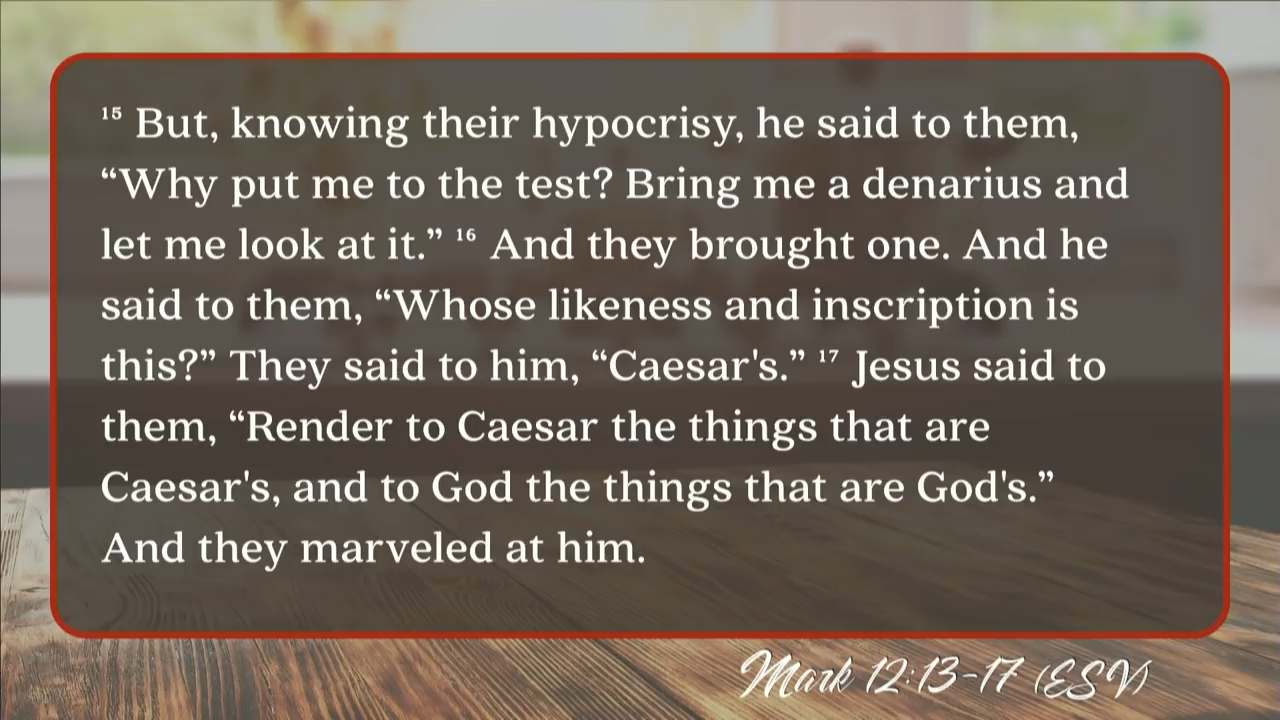 ¹⁵ But, knowing their hypocrisy, he said to them,
“Why put me to the test? Bring me a denarius and
let me look at it.” ¹⁶ And they brought one. And he
said to them, “Whose likeness and inscription is
this?” They said to him, “Caesar's.” ¹⁷ Jesus said to
them, “Render to Caesar the things that are
Caesar's, and to God the things that are God's.”
And they marveled at him.
Mark 12:13-17 (ESV)